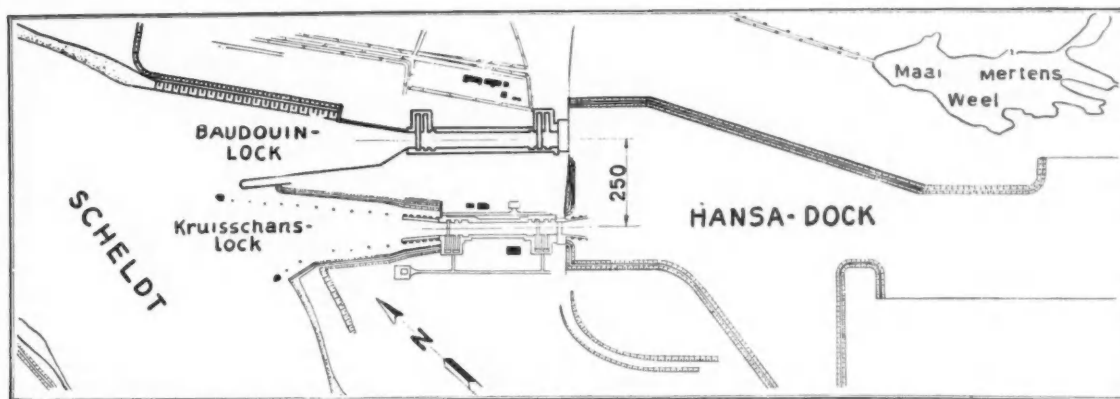 Maai Mertens
Weel
BAUDOUIN-
LOCK
250
SCHELDT
Kruisschans-
lock
HANSA-DOCK
N